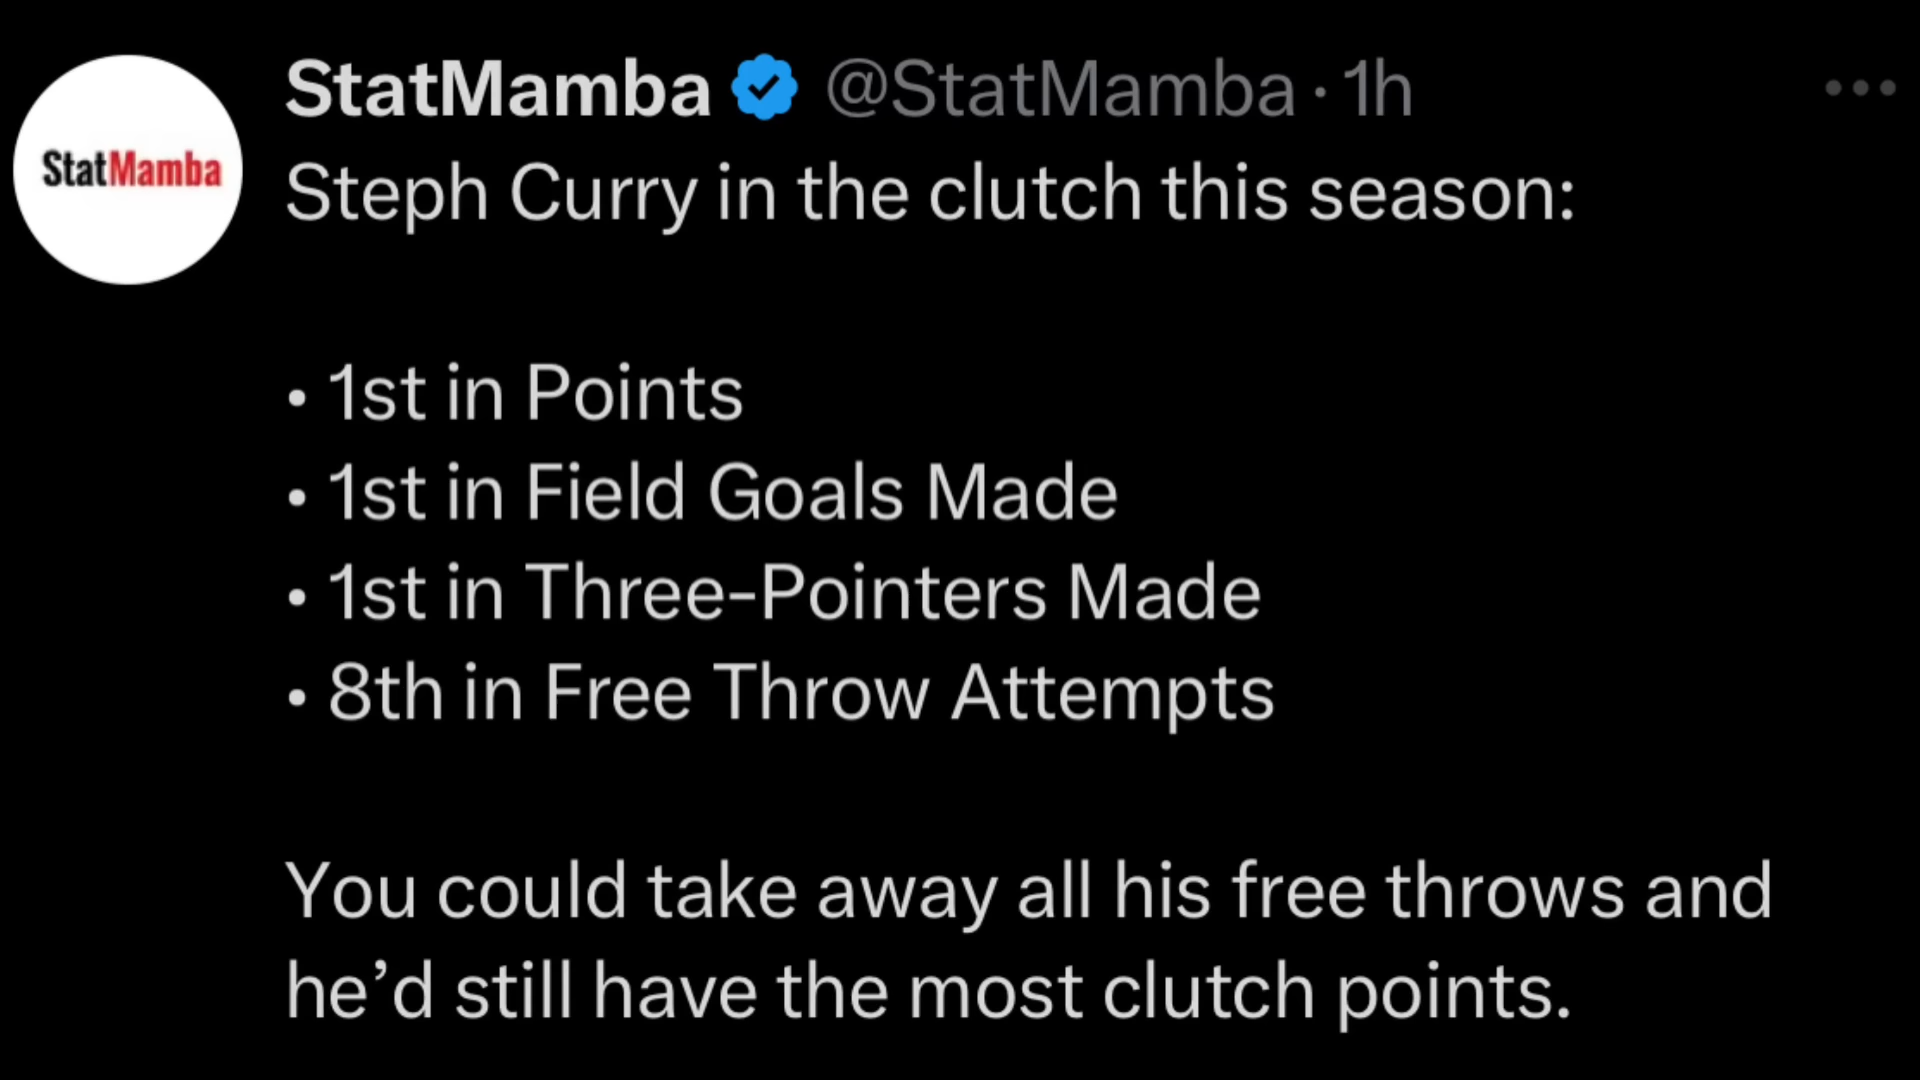 StatMamba @StatMamba · 1h
StatMamba
Steph Curry in the clutch this season:
• 1st in Points
• 1st in Field Goals Made
• 1st in Three-Pointers Made
• 8th in Free Throw Attempts
You could take away all his free throws and
he’d still have the most clutch points.